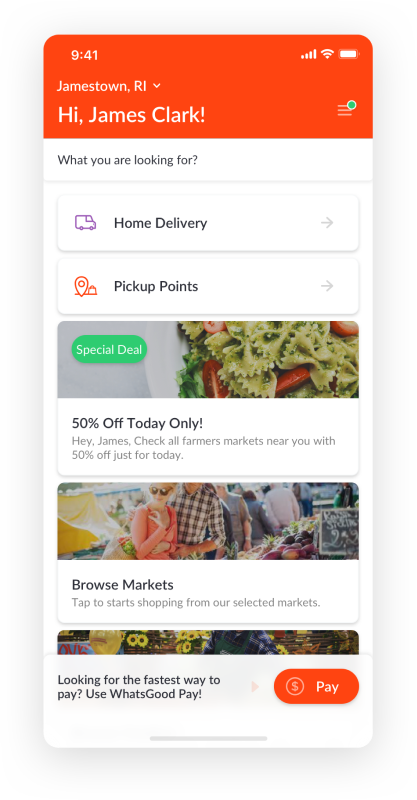 9:41
Jamestown, RI
Hi, James Clark!
What you are looking for?
Home Delivery
Pickup Points
Special Deal
50% Off Today Only!
Hey, James, Check all farmers markets near you with
50% off just for today.
Browse Markets
Tap to starts shopping from our selected markets.
Looking for the fastest way to
pay? Use WhatsGood Pay!
$ Pay